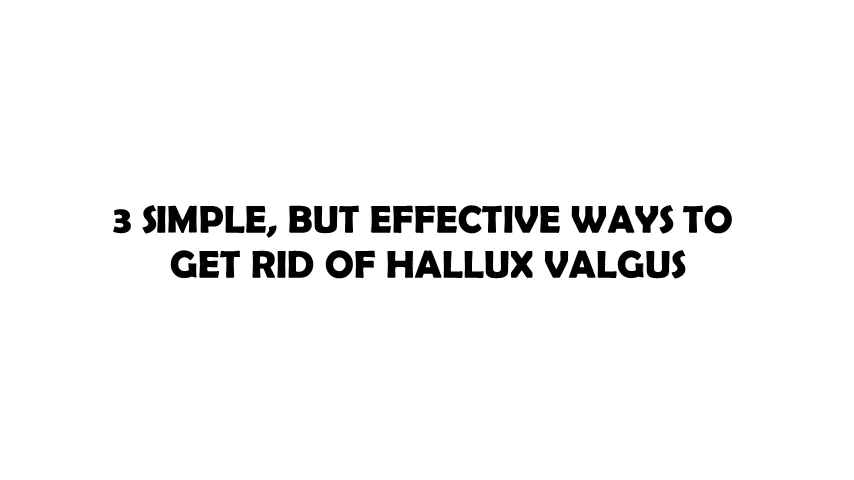 3 SIMPLE, BUT EFFECTIVE WAYS TO
GET RID OF HALLUX VALGUS